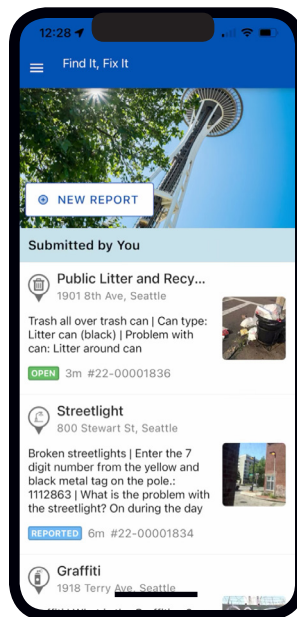 12:28
Find It, Fix It
NEW REPORT
Submitted by You
Public Litter and Recy...
1901 8th Ave, Seattle
Trash all over trash can | Can type:
Litter can (black) | Problem with
can: Litter around can
OPEN 3m #22-00001836
Streetlight
800 Stewart St, Seattle
Broken streetlights | Enter the 7
digit number from the yellow and
black metal tag on the pole.:
1112863 | What is the problem with
the streetlight? On during the day
REPORTED 6m #22-00001834
Graffiti
1918 Terry Ave, Seattle